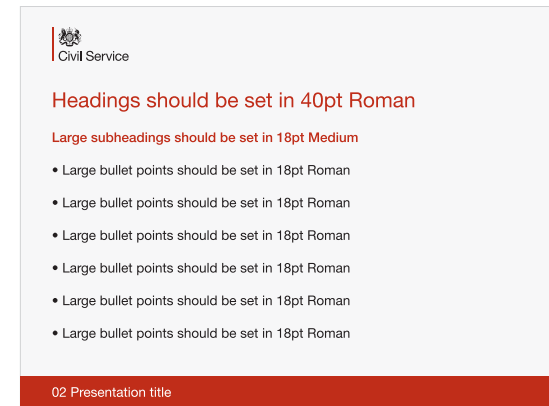 Civil Service
Headings should be set in 40pt Roman
Large subheadings should be set in 18pt Medium
• Large bullet points should be set in 18pt Roman
• Large bullet points should be set in 18pt Roman
• Large bullet points should be set in 18pt Roman
• Large bullet points should be set in 18pt Roman
• Large bullet points should be set in 18pt Roman
• Large bullet points should be set in 18pt Roman
02 Presentation title